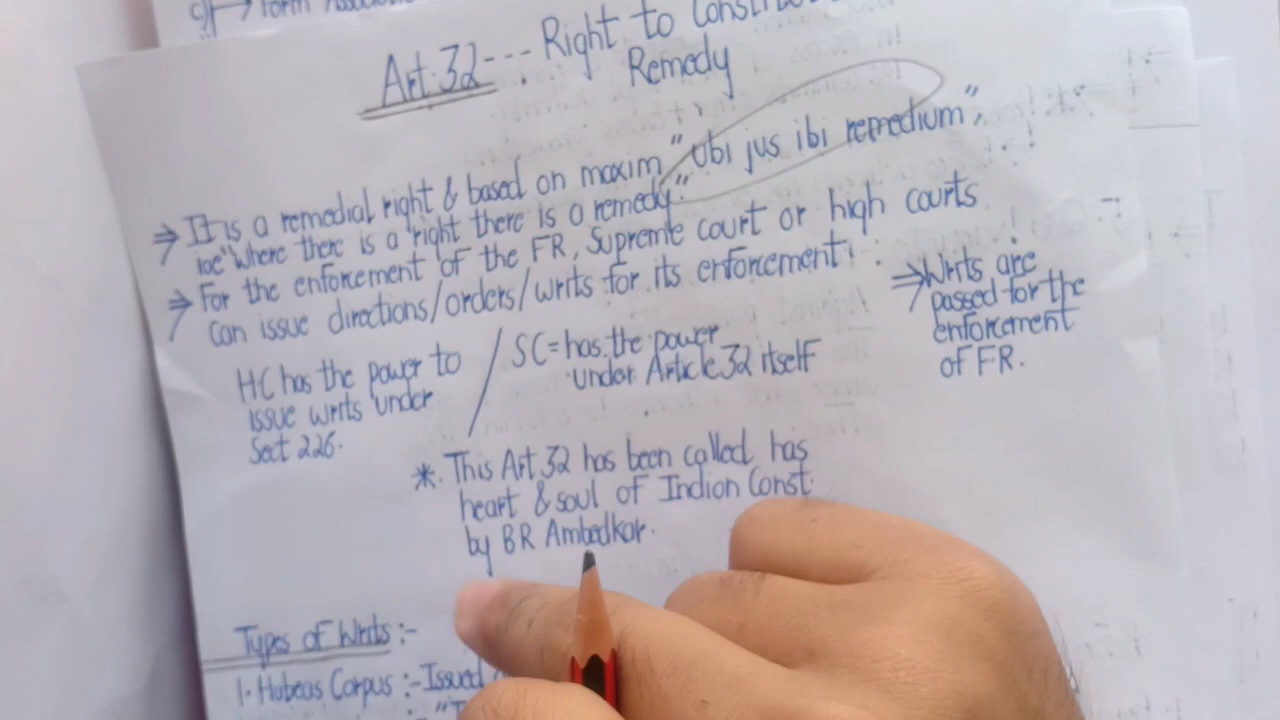 c)→ Form
Art. 32---. Right to
Remedy
⇒ It is a remedial right & based on maxim "Ubi jus ibi remedium",
ioe "Where there is a right there is a remedy."
⇒ For the enforcement of the FR, Supreme court or high courts
can issue directions/orders/writs for its enforcement.
⇒ Writs are
passed for the
enforcement
of FR.
HC has the power to
issue writs under
Sect 226.
/ SC = has the power
under Article 32 itself
*. This Art 32 has been called has
heart & soul of Indian Const.
by BR Ambedkar.
Types of Writs :-
1. Habeas Corpus :- Issued